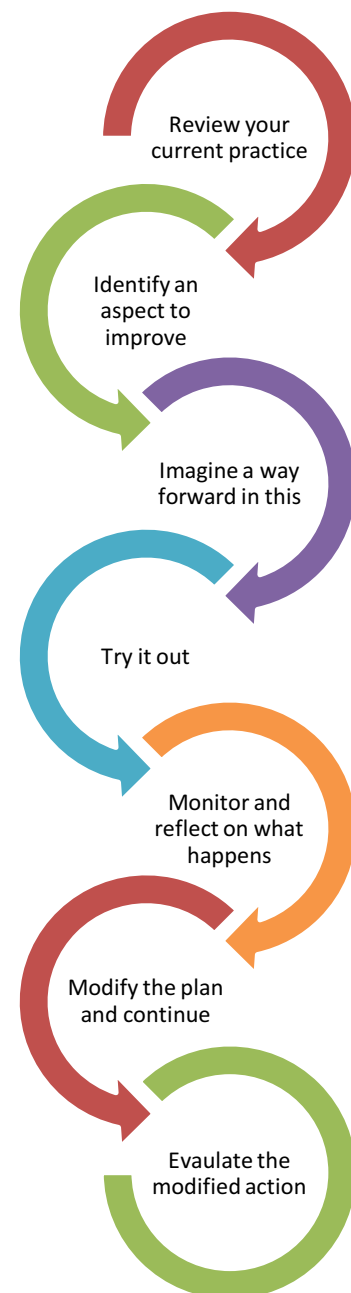 Review your
current practice
Identify an
aspect to
improve
Imagine a way
forward in this
Try it out
Monitor and
reflect on what
happens
Modify the plan
and continue
Evaulate the
modified action